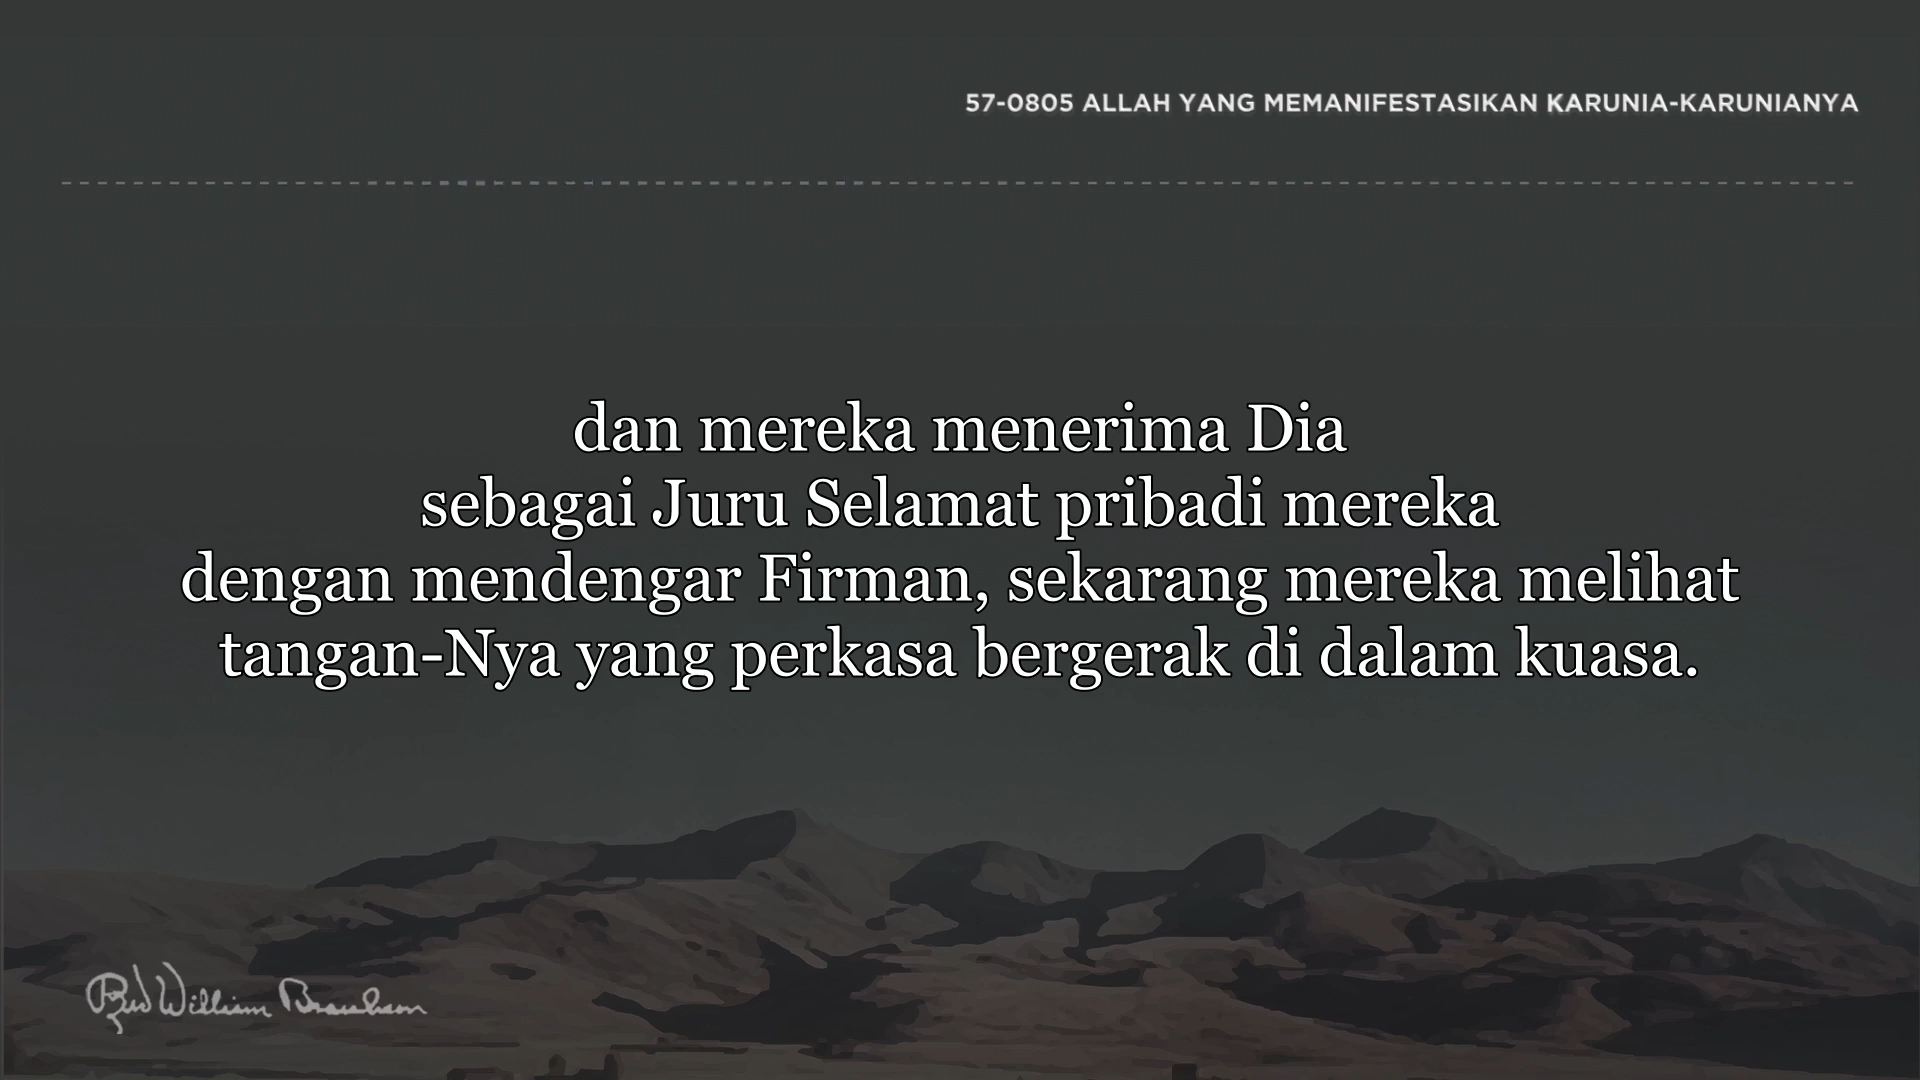 57-0805 ALLAH YANG MEMANIFESTASIKAN KARUNIA-KARUNIANYA
dan mereka menerima Dia
sebagai Juru Selamat pribadi mereka
dengan mendengar Firman, sekarang mereka melihat
tangan-Nya yang perkasa bergerak di dalam kuasa.
Rev William Branham